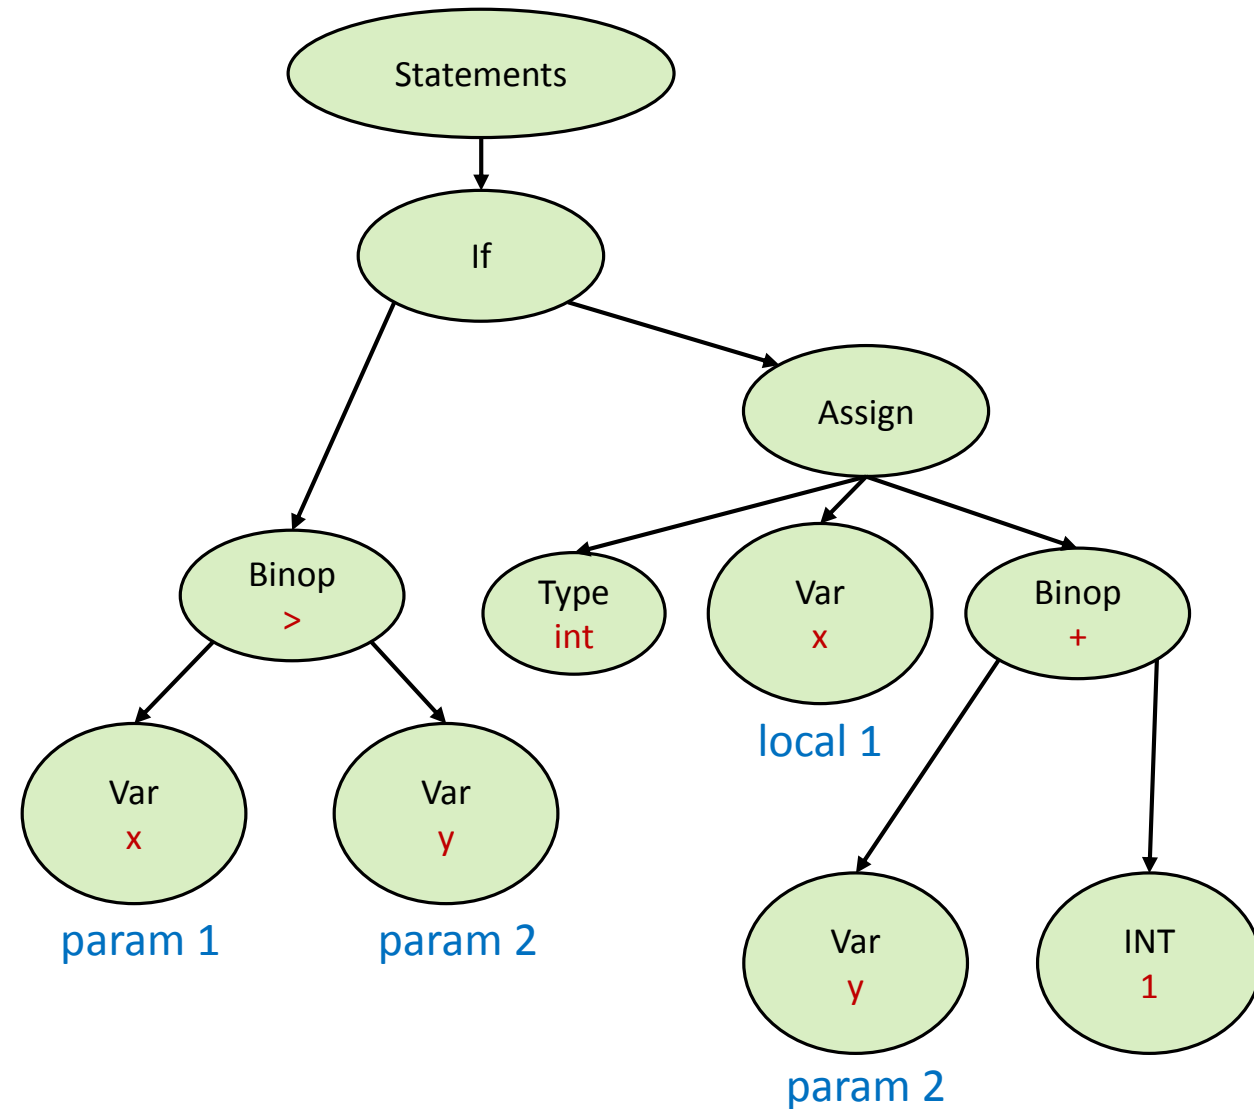 Statements
If
Assign
Binop
>
Type
int
Var
x
Binop
+
local 1
Var
x
Var
y
param 1
param 2
Var
y
INT
1
param 2